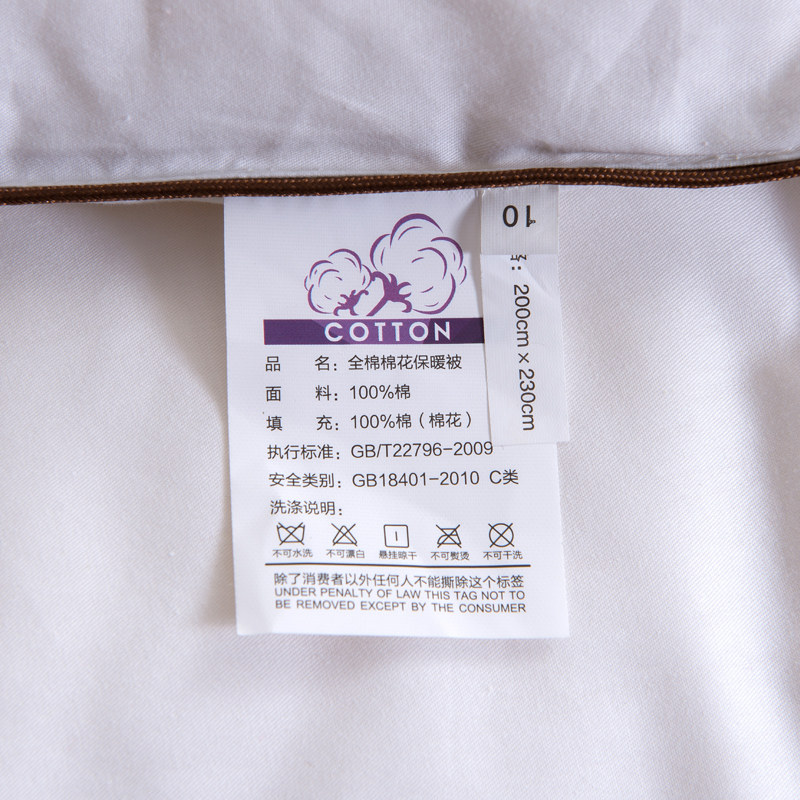 COTTON
品 名：全棉棉花保暖被
面 料：100%棉
填 充：100%棉（棉花）
执行标准：GB/T22796-2009
安全类别：GB18401-2010 C类
洗涤说明：
不可水洗 不可漂白 悬挂晾干 不可熨烫 不可干洗
除了消费者以外任何人不能撕除这个标签
UNDER PENALTY OF LAW THIS TAG NOT TO
BE REMOVED EXCEPT BY THE CONSUMER
10
200cm×230cm